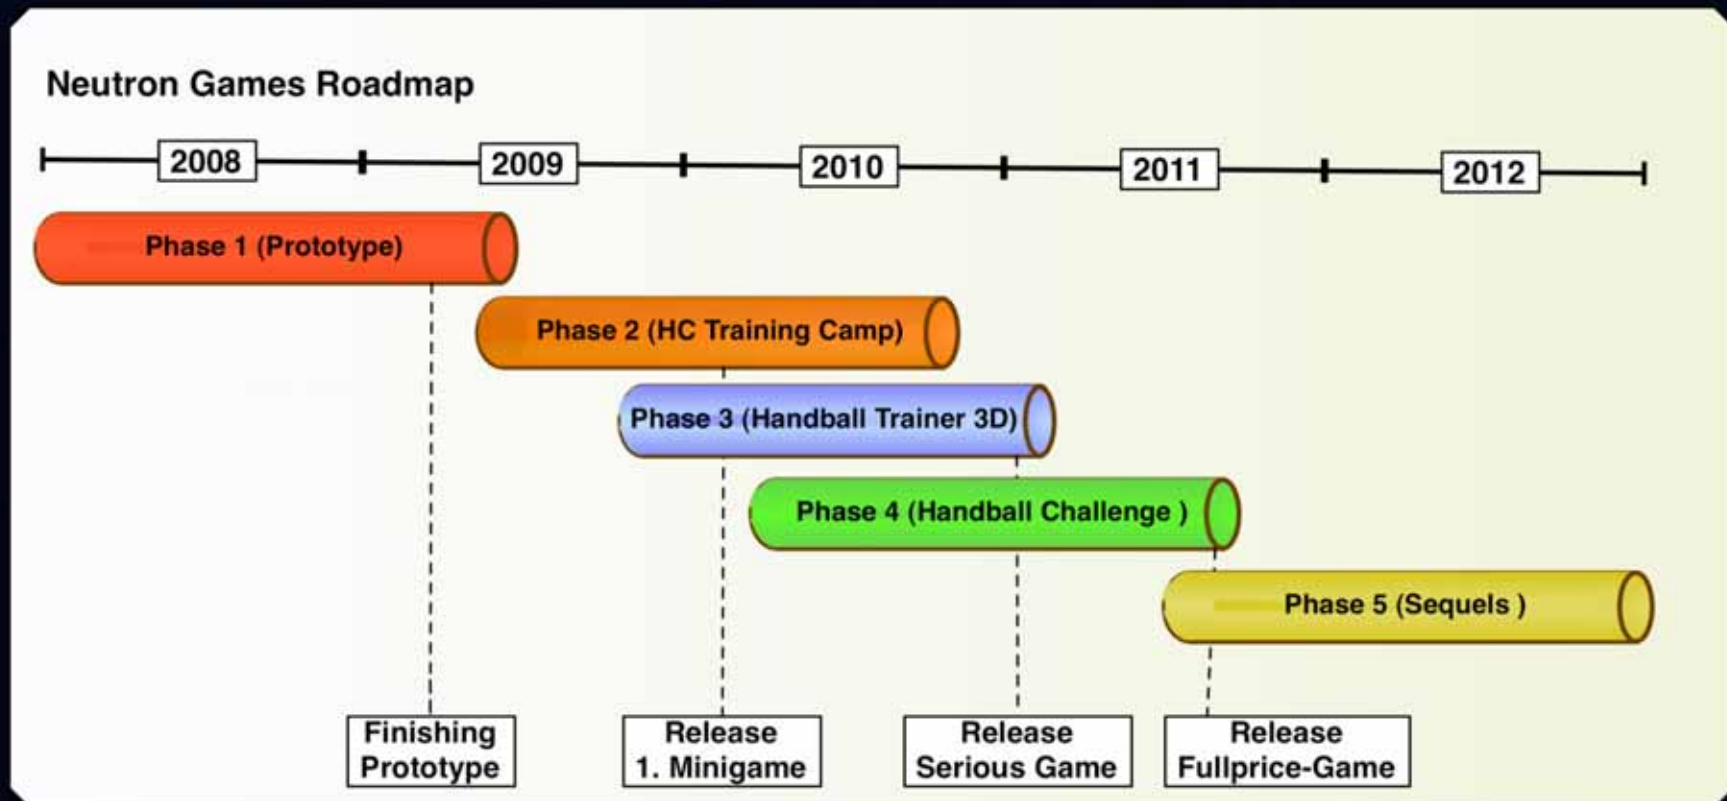 Neutron Games Roadmap
2008 2009 2010 2011 2012
Phase 1 (Prototype)
Phase 2 (HC Training Camp)
Phase 3 (Handball Trainer 3D)
Phase 4 (Handball Challenge )
Phase 5 (Sequels )
Finishing
Prototype
Release
1. Minigame
Release
Serious Game
Release
Fullprice-Game